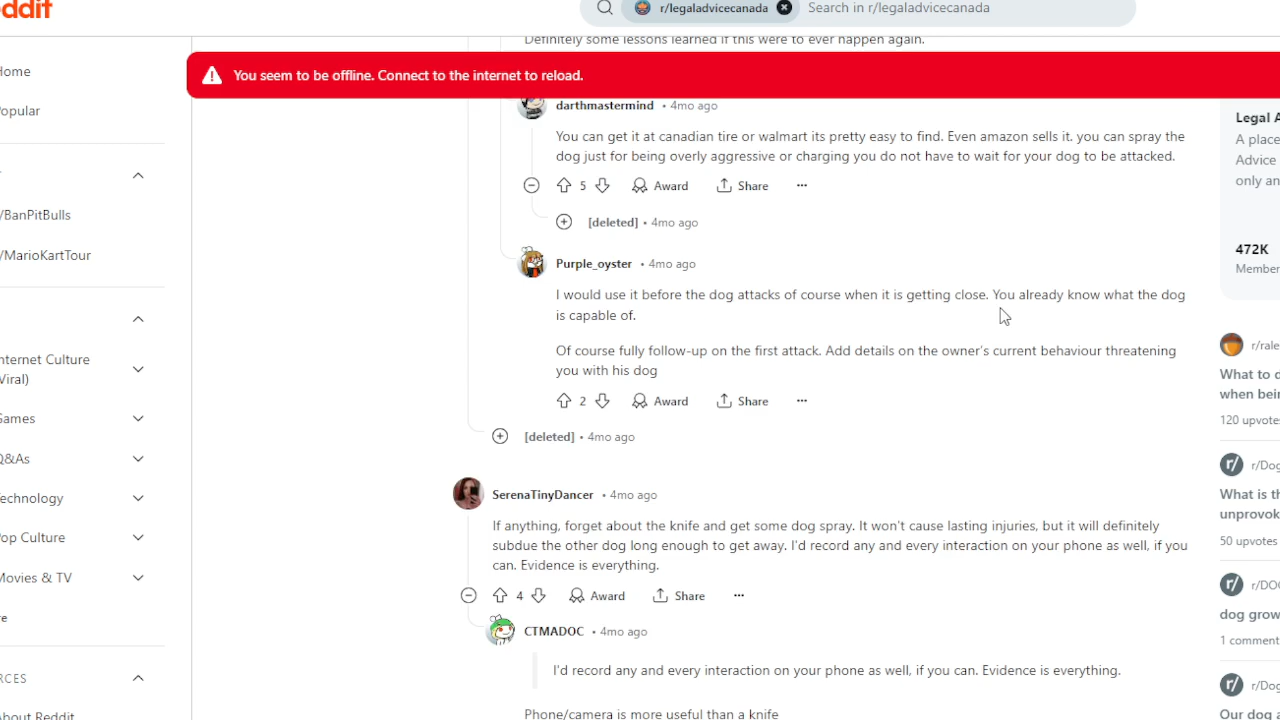 eddit
r/legaladvicecanada
Search in r/legaladvicecanada
Definitely some lessons learned if this were to ever happen again.
You seem to be offline. Connect to the internet to reload.
ome
opular
/BanPitBulls
/MarioKartTour
nternet Culture
Viral)
Games
Q&As
echnology
op Culture
Movies & TV
re
RCES
About Reddit
darthmastermind • 4mo ago
You can get it at canadian tire or walmart its pretty easy to find. Even amazon sells it. you can spray the
dog just for being overly aggressive or charging you do not have to wait for your dog to be attacked.
5 Award Share ...
[deleted] • 4mo ago
Purple_oyster • 4mo ago
I would use it before the dog attacks of course when it is getting close. You already know what the dog
is capable of.
Of course fully follow-up on the first attack. Add details on the owner's current behaviour threatening
you with his dog
2 Award Share ...
[deleted] • 4mo ago
SerenaTinyDancer • 4mo ago
If anything, forget about the knife and get some dog spray. It won't cause lasting injuries, but it will definitely
subdue the other dog long enough to get away. I'd record any and every interaction on your phone as well, if you
can. Evidence is everything.
4 Award Share ...
CTMADOC • 4mo ago
I'd record any and every interaction on your phone as well, if you can. Evidence is everything.
Phone/camera is more useful than a knife
Legal A
A place
Advice
only an
472K
Member
r/rale
What to d
when bein
120 upvotes
r/ r/Dog
What is th
unprovok
50 upvotes
r/ r/DOG
dog grow
1 comment
r/ r/Dog
Our dog a